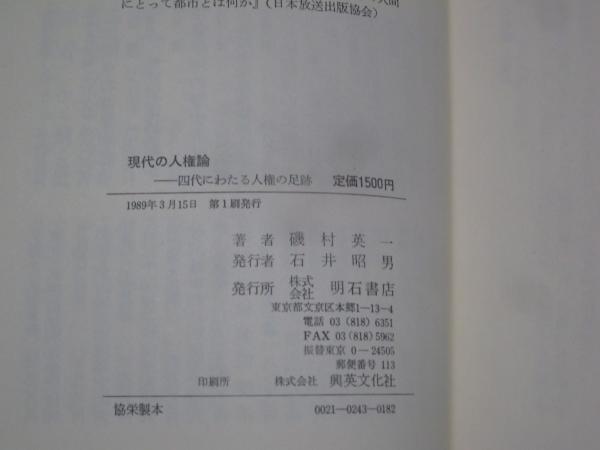 にとって都市とは何か』(日本放送出版協会)
現代の人権論
——四代にわたる人権の足跡 定価1500円
1989年3月15日 第1刷発行
著者 磯村英一
発行者 石井昭男
発行所 株式会社 明石書店
東京都文京区本郷1—13—4
電話 03 (818) 6351
FAX 03 (818) 5962
振替東京 0—24505
郵便番号 113
印刷所 株式会社 興英文化社
協栄製本 0021—0243—0182